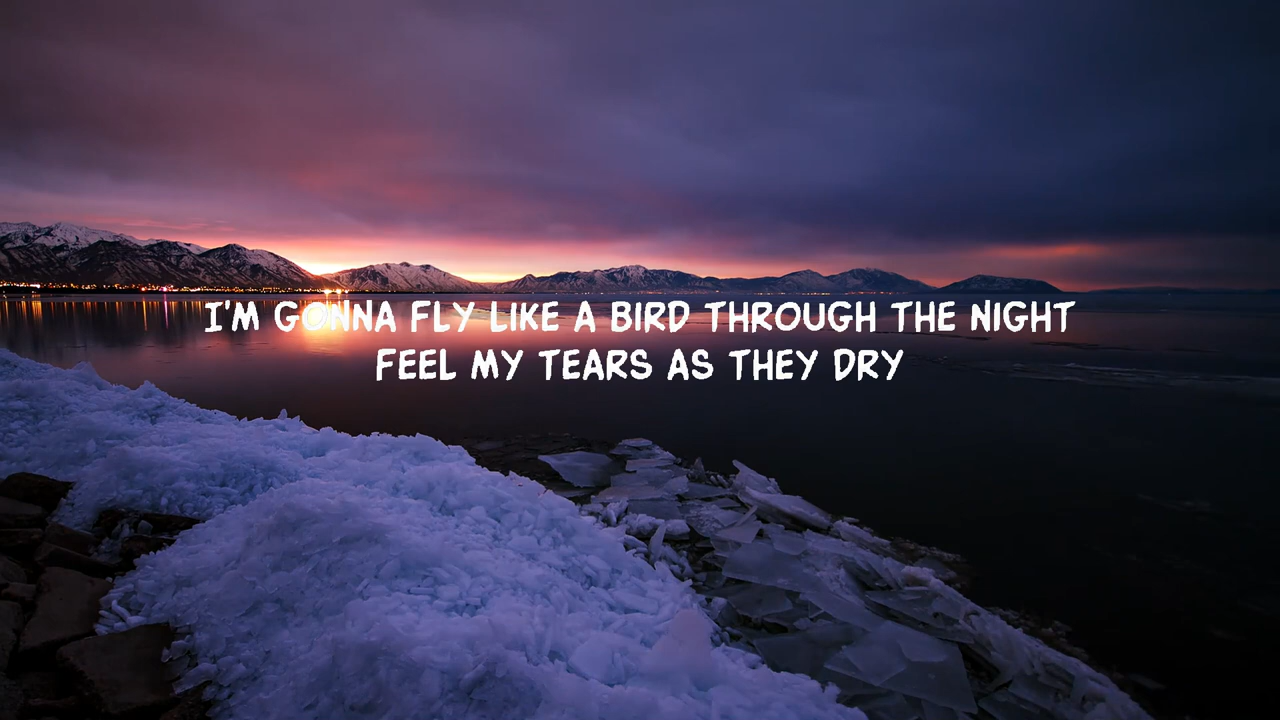 I'M GONNA FLY LIKE A BIRD THROUGH THE NIGHT
FEEL MY TEARS AS THEY DRY